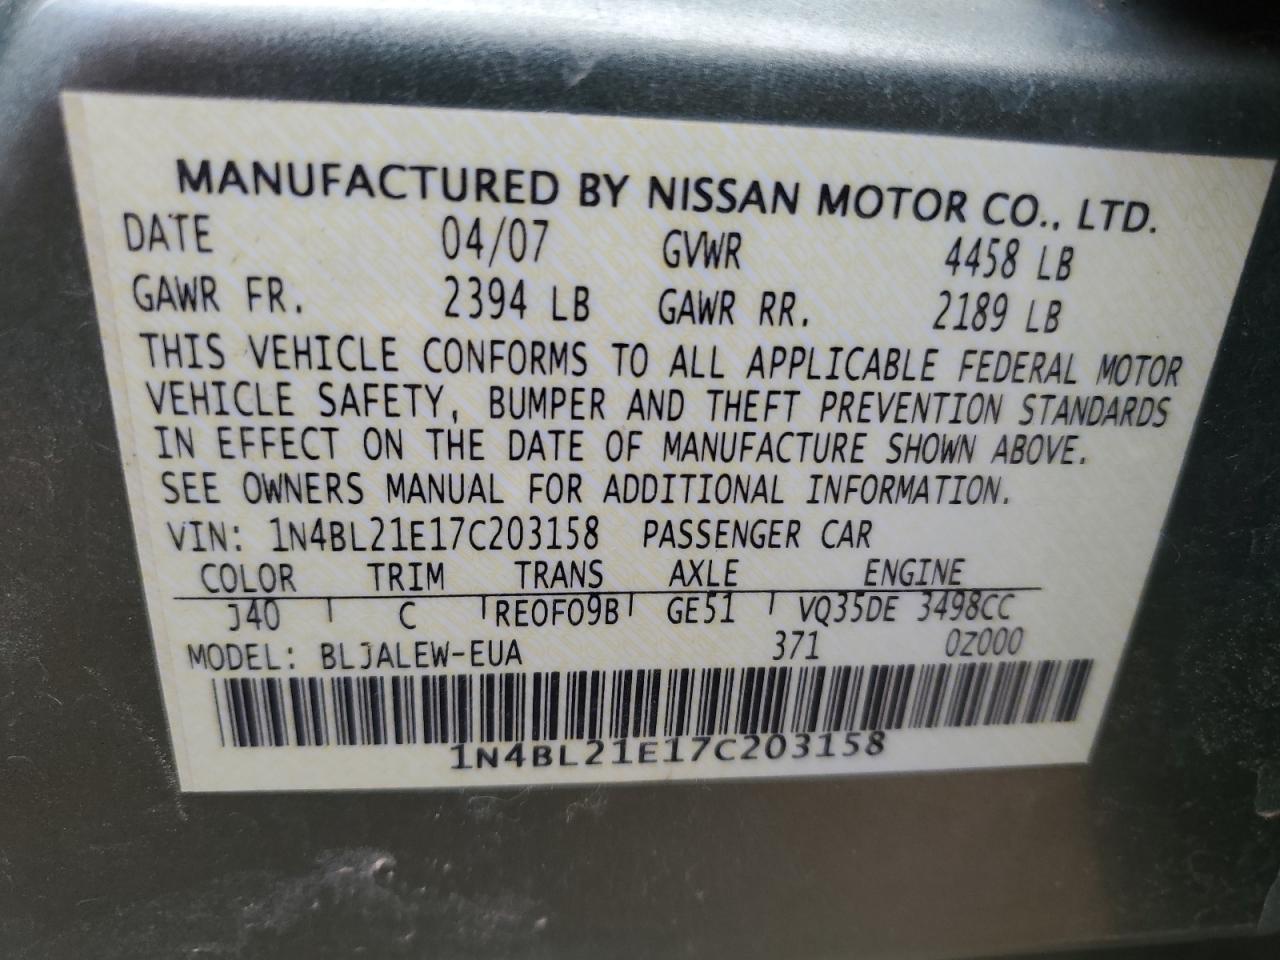 MANUFACTURED BY NISSAN MOTOR CO., LTD.
DATE 04/07 GVWR 4458 LB
GAWR FR. 2394 LB GAWR RR. 2189 LB
THIS VEHICLE CONFORMS TO ALL APPLICABLE FEDERAL MOTOR
VEHICLE SAFETY, BUMPER AND THEFT PREVENTION STANDARDS
IN EFFECT ON THE DATE OF MANUFACTURE SHOWN ABOVE.
SEE OWNERS MANUAL FOR ADDITIONAL INFORMATION.
VIN: 1N4BL21E17C203158 PASSENGER CAR
COLOR TRIM TRANS AXLE ENGINE
J40 C RE0F09B GE51 VQ35DE 3498CC
MODEL: BLJALEW-EUA 371 0Z000
1N4BL21E17C203158